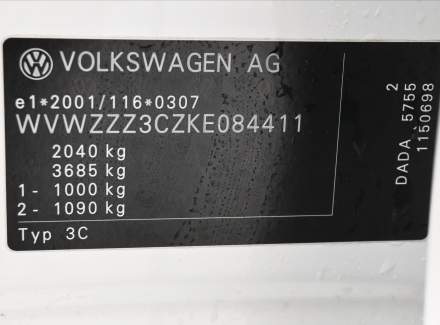 VOLKSWAGEN AG
e1*2001/116*0307
WVWZZZ3CZKE084411
2040 kg
3685 kg
1- 1000 kg
2- 1090 kg
Typ 3C
2
DADA, 5755
1150698